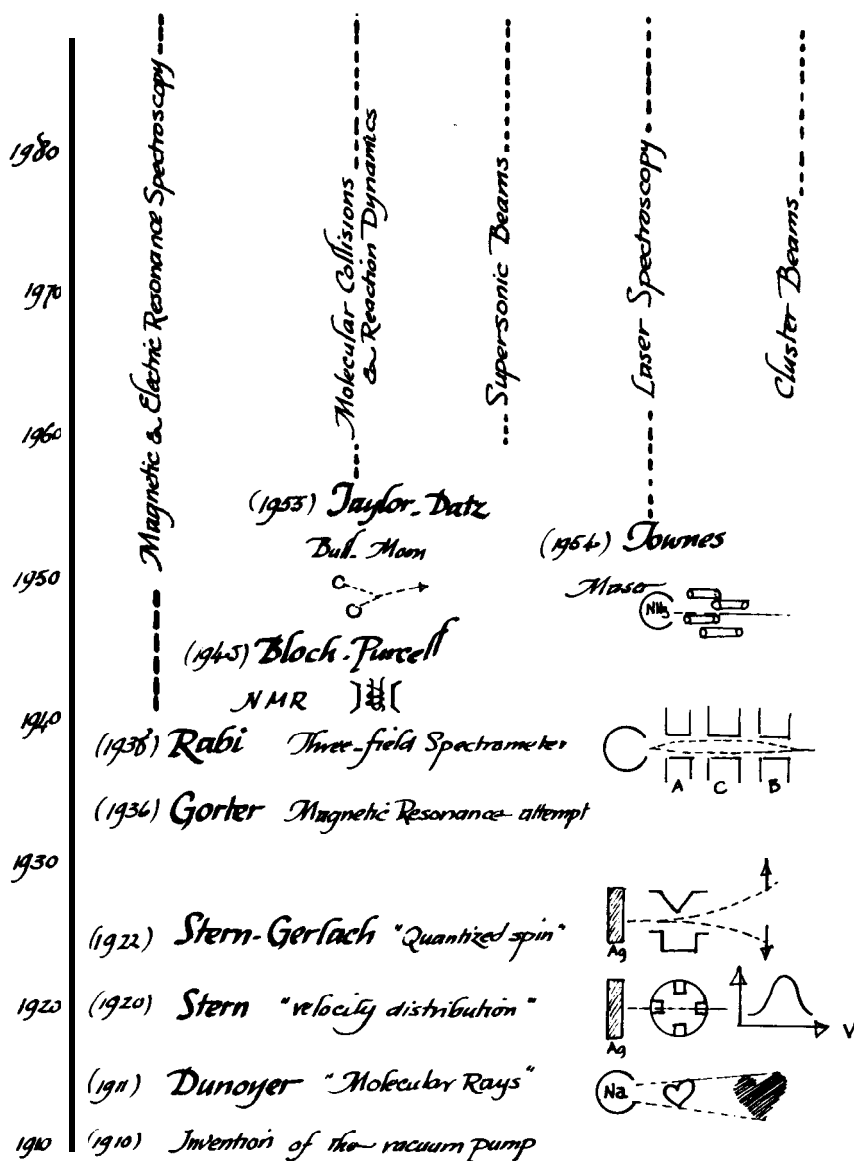 Magnetic & Electric Resonance Spectroscopy
Molecular Collisions
& Reaction Dynamics
Supersonic Beams
Laser Spectroscopy
Cluster Beams
1980
1970
1960
(1955) Taylor-Datz
Bull-Moon
(1954) Townes
1950
Maser
NH3
(1945) Bloch-Purcell
NMR
1940
(1938) Rabi Three-field Spectrometer
A C B
(1936) Gorter Magnetic Resonance attempt
1930
(1922) Stern-Gerlach "Quantized spin"
Ag
1920 (1920) Stern "velocity distribution"
V
Ag
(1911) Dunoyer "Molecular Rays"
Na
1910 (1910) Invention of the vacuum pump